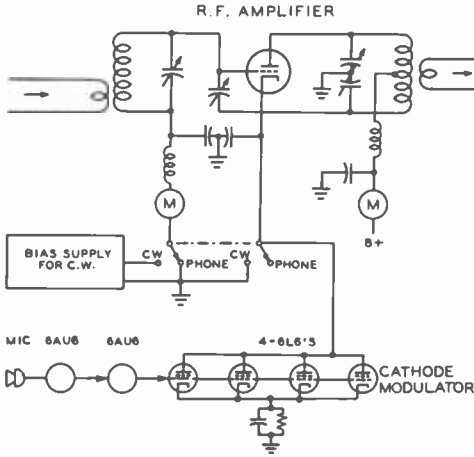 R.F. AMPLIFIER
M
M
B+
BIAS SUPPLY
FOR C.W.
CW
PHONE
CW
PHONE
MIC
6AU6
6AU6
4-6L6'S
CATHODE
MODULATOR